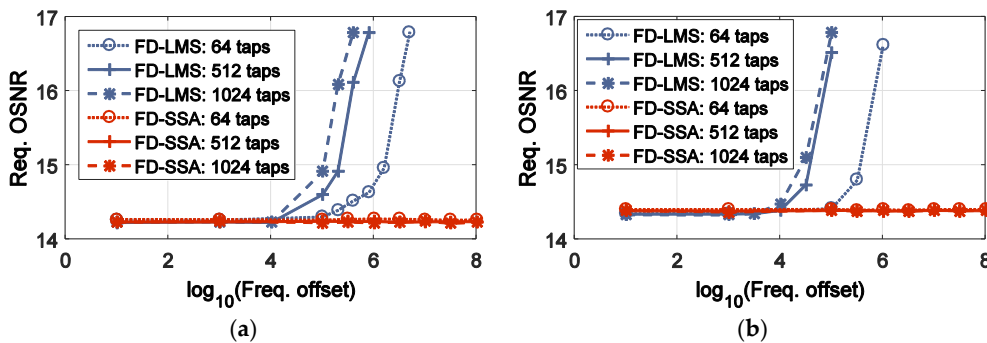 17
16
15
14
Req. OSNR
FD-LMS: 64 taps
FD-LMS: 512 taps
FD-LMS: 1024 taps
FD-SSA: 64 taps
FD-SSA: 512 taps
FD-SSA: 1024 taps
0 2 4 6 8
log10(Freq. offset)
(a)
17
16
15
14
Req. OSNR
FD-LMS: 64 taps
FD-LMS: 512 taps
FD-LMS: 1024 taps
FD-SSA: 64 taps
FD-SSA: 512 taps
FD-SSA: 1024 taps
0 2 4 6 8
log10(Freq. offset)
(b)